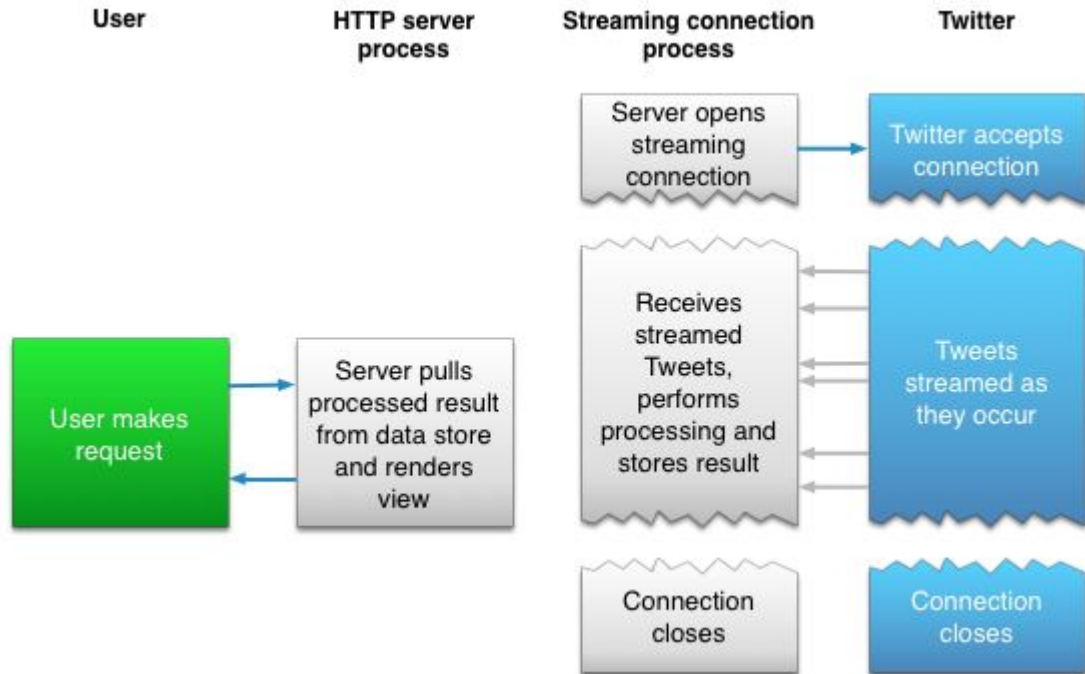 User
HTTP server
process
Streaming connection
process
Twitter
Server opens
streaming
connection
Twitter accepts
connection
User makes
request
Server pulls
processed result
from data store
and renders
view
Receives
streamed
Tweets,
performs
processing and
stores result
Tweets
streamed as
they occur
Connection
closes
Connection
closes